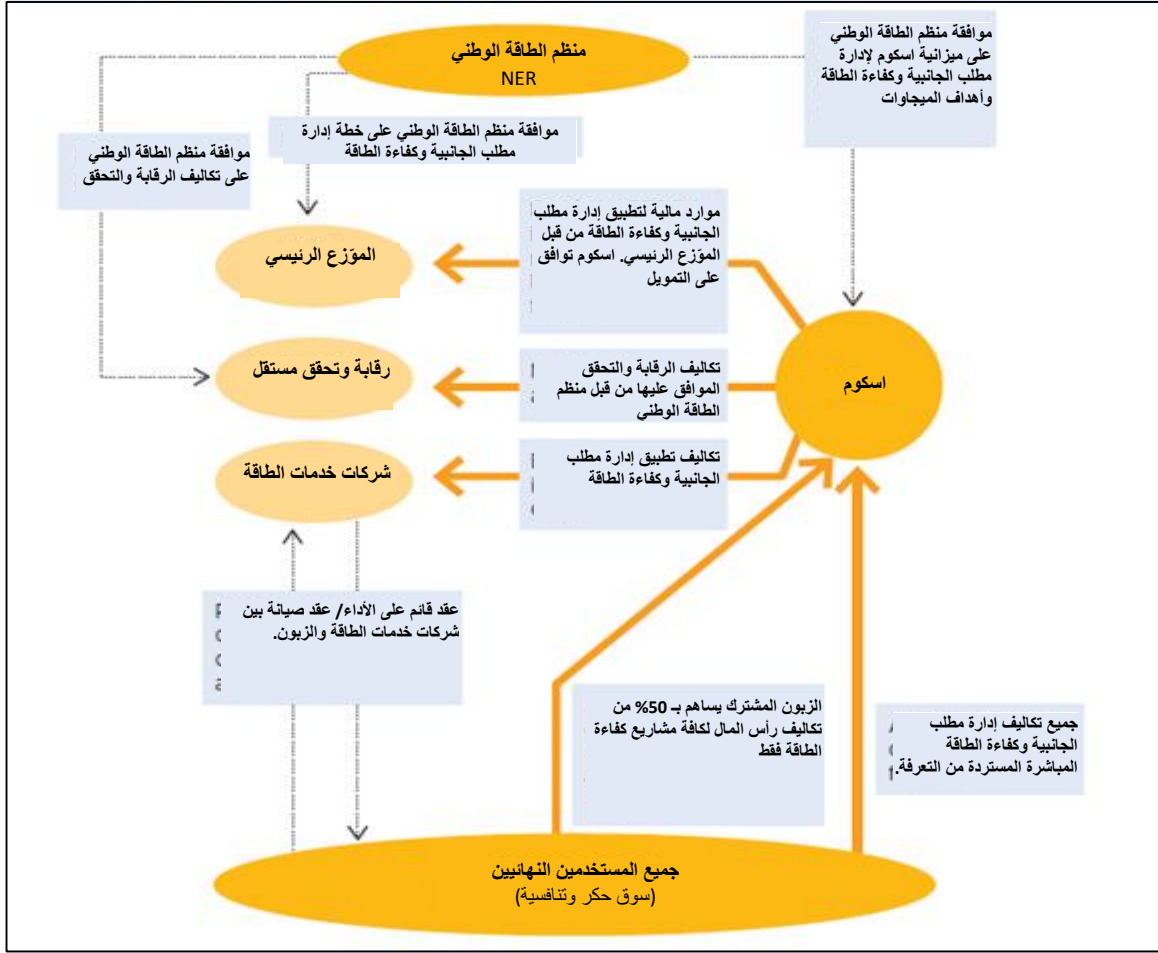 منظم الطاقة الوطني
NER
موافقة منظم الطاقة الوطني
على ميزانية اسكوم لإدارة
مطلب الجانبية وكفاءة الطاقة
وأهداف الميجاوات
موافقة منظم الطاقة الوطني على خطة إدارة
مطلب الجانبية وكفاءة الطاقة
موافقة منظم الطاقة الوطني
على تكاليف الرقابة والتحقق
موارد مالية لتطبيق إدارة مطلب
الجانبية وكفاءة الطاقة من قبل
الموّزع الرئيسي. اسكوم توافق
على التمويل
الموّزع الرئيسي
تكاليف الرقابة والتحقق
الموافق عليها من قبل منظم
الطاقة الوطني
رقابة وتحقق مستقل
اسكوم
تكاليف تطبيق إدارة مطلب
الجانبية وكفاءة الطاقة
شركات خدمات الطاقة
عقد قائم على الأداء/ عقد صيانة بين
شركات خدمات الطاقة والزبون.
الزبون المشترك يساهم بـ 50% من
تكاليف رأس المال لكافة مشاريع كفاءة
الطاقة فقط
جميع تكاليف إدارة مطلب
الجانبية وكفاءة الطاقة
المباشرة المستردة من التعرفة.
جميع المستخدمين النهائيين
(سوق حكر وتنافسية)